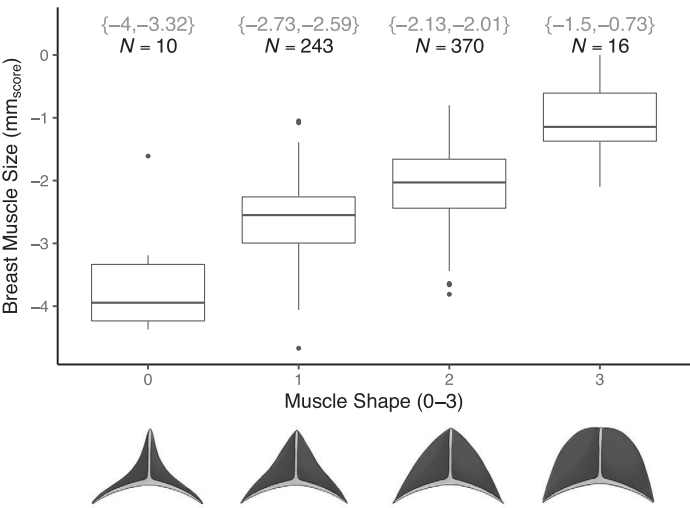 {−4,−3.32} {−2.73,−2.59} {−2.13,−2.01} {−1.5,−0.73}
N = 10 N = 243 N = 370 N = 16
0
−1
−2
−3
−4
Breast Muscle Size (mmscore)
0 1 2 3
Muscle Shape (0–3)